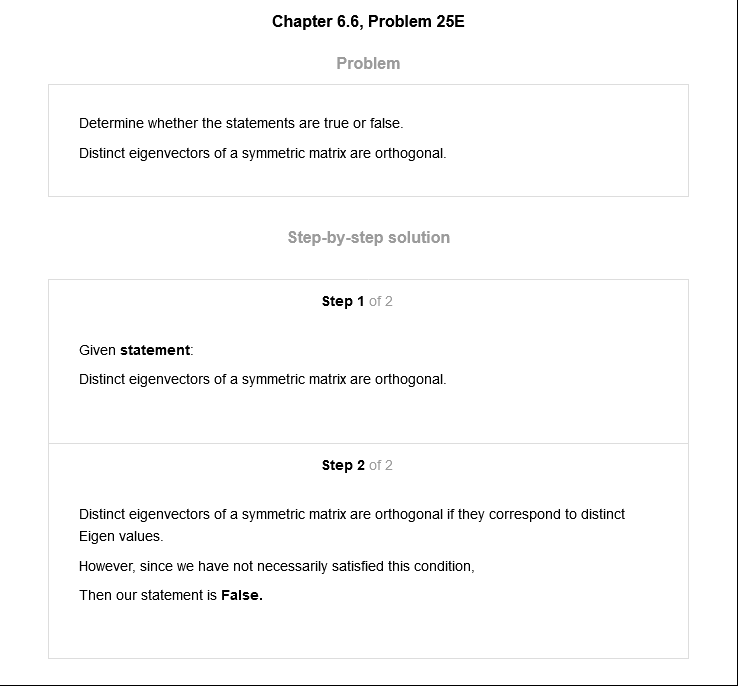 Chapter 6.6, Problem 25E
Problem
Determine whether the statements are true or false.
Distinct eigenvectors of a symmetric matrix are orthogonal.
Step-by-step solution
Step 1 of 2
Given statement:
Distinct eigenvectors of a symmetric matrix are orthogonal.
Step 2 of 2
Distinct eigenvectors of a symmetric matrix are orthogonal if they correspond to distinct
Eigen values.
However, since we have not necessarily satisfied this condition,
Then our statement is False.